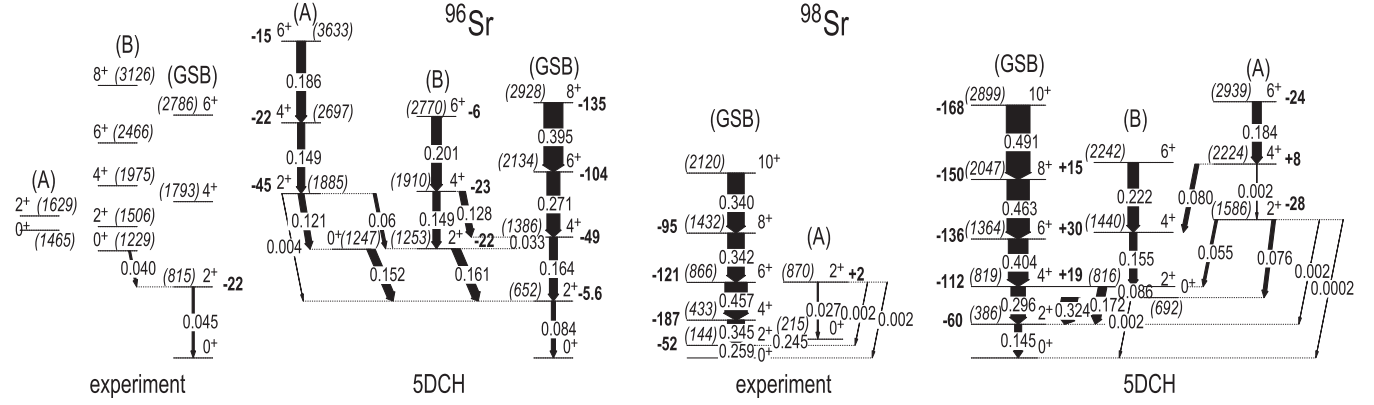 96Sr
98Sr
(B)
8+ (3126)
(GSB)
(2786) 6+
6+ (2466)
4+ (1975)
(1793) 4+
(A)
2+ (1629)
0+ (1465)
2+ (1506)
0+ (1229)
0.040
(815) 2+ -22
0.045
0+
experiment
(A)
-15 6+ (3633)
0.186
-22 4+ (2697)
0.149
-45 2+ (1885)
0.121
0.06
0.004
(B)
(2770) 6+ -6
0.201
(1910) 4+ -23
0.149
0.128
0+ (1247)
(1253) 2+ -22
0.152
0.161
(GSB)
(2928) 8+ -135
0.395
(2134) 6+ -104
0.271
(1386) 4+ -49
0.033
0.164
(652) 2+ -5.6
0.084
0+
5DCH
(GSB)
(2120) 10+
0.340
-95 (1432) 8+
0.342
-121 (866) 6+
0.457
-187 (433) 4+
0.345
-52 (144) 2+
0.259 0+
(A)
(870) 2+ +2
0.027
0.002
0.002
(215) 0+
0.245
experiment
(GSB)
-168 (2899) 10+
0.491
-150 (2047) 8+
0.463
-136 (1364) 6+
0.404
-112 (819) 4+
0.296
-60 (386) 2+
0.145 0+
(B)
+15 (2242) 6+
0.222
+30 (1440) 4+
0.155
+19 (816) 2+
0.086
0.324
0.172
0.002
0+
(692)
(A)
(2939) 6+ -24
0.184
(2224) 4+ +8
0.080
0.002
(1586) 2+ -28
0.055
0.076
0.002
0.0002
5DCH